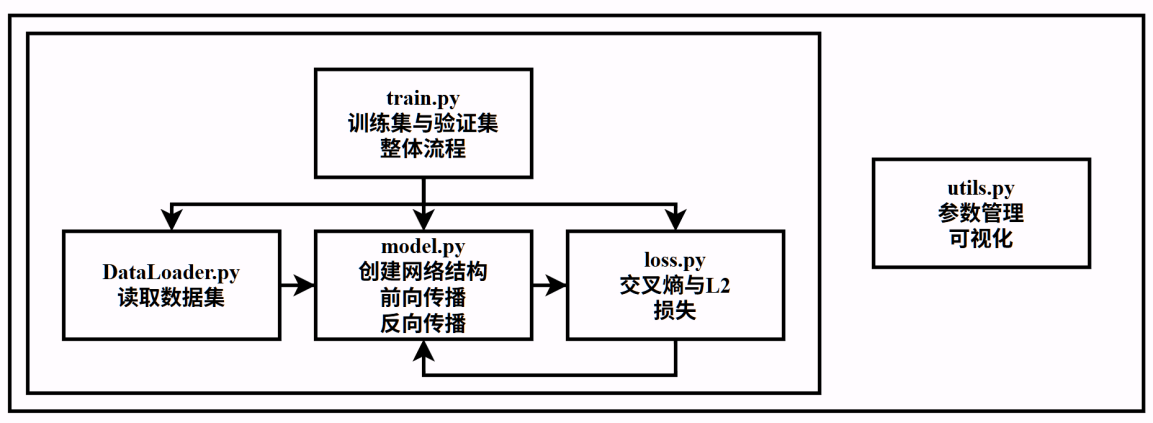 train.py
训练集与验证集
整体流程
DataLoader.py
读取数据集
model.py
创建网络结构
前向传播
反向传播
loss.py
交叉熵与L2
损失
utils.py
参数管理
可视化